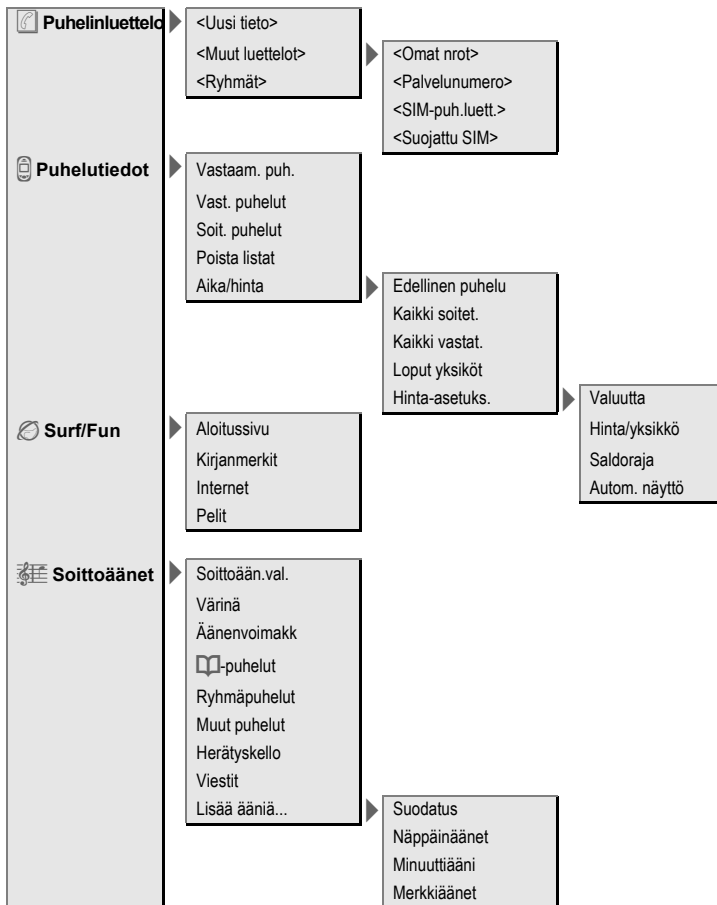 Puhelinluettelo
<Uusi tieto>
<Muut luettelot>
<Ryhmät>
<Omat nrot>
<Palvelunumero>
<SIM-puh.luett.>
<Suojattu SIM>
Puhelutiedot
Vastaam. puh.
Vast. puhelut
Soit. puhelut
Poista listat
Aika/hinta
Edellinen puhelu
Kaikki soitet.
Kaikki vastat.
Loput yksiköt
Hinta-asetuks.
Valuutta
Hinta/yksikkö
Saldoraja
Autom. näyttö
Surf/Fun
Aloitussivu
Kirjanmerkit
Internet
Pelit
Soittoäänet
Soittoään.val.
Värinä
Äänenvoimakk
-puhelut
Ryhmäpuhelut
Muut puhelut
Herätyskello
Viestit
Lisää ääniä...
Suodatus
Näppäinäänet
Minuuttiääni
Merkkiäänet